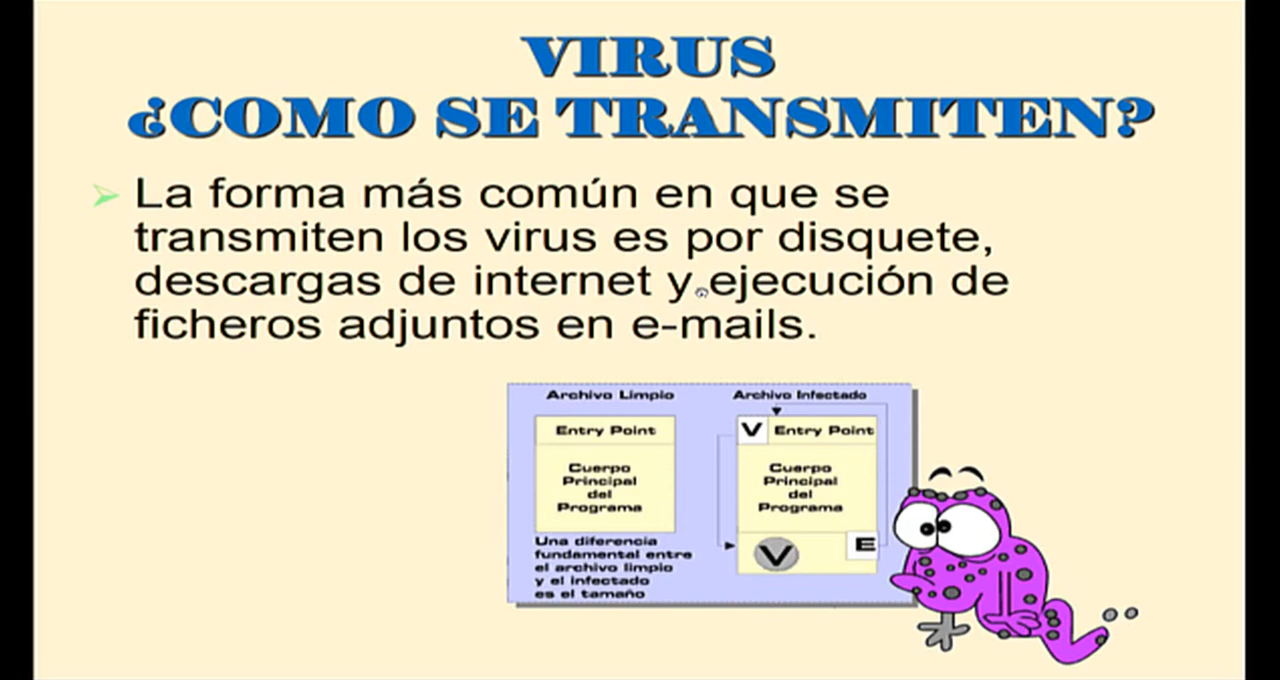 VIRUS
¿COMO SE TRANSMITEN?
La forma más común en que se
transmiten los virus es por disquete,
descargas de internet y ejecución de
ficheros adjuntos en e-mails.
Archivo Limpio
Entry Point
Cuerpo
Principal
del
Programa
Una diferencia
fundamental entre
el archivo limpio
y el infectado
es el tamaño
Archivo Infectado
V Entry Point
Cuerpo
Principal
del
Programa
V
E